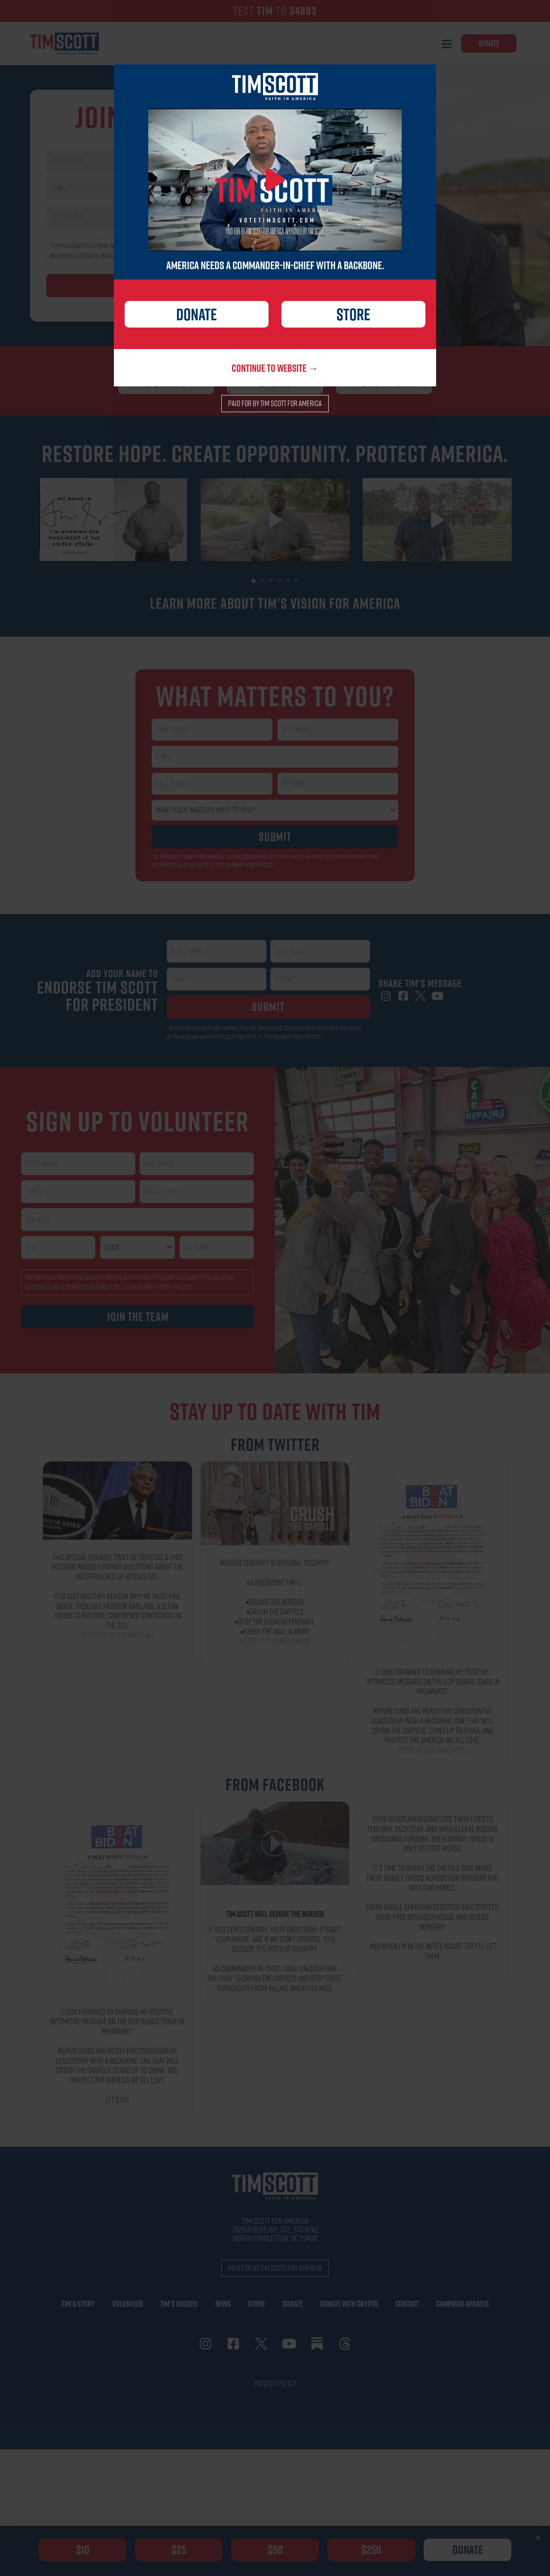 TEXT TIM TO 34883
TIM SCOTT
DONATE
JOIN
TIM SCOTT
FAITH IN AMERICA
TIM SCOTT
FAITH IN AMERICA
VOTETIMSCOTT.COM
PAID FOR BY TIM SCOTT FOR AMERICA. APPROVED BY TIM SCOTT.
AMERICA NEEDS A COMMANDER-IN-CHIEF WITH A BACKBONE.
DONATE
STORE
CONTINUE TO WEBSITE →
PAID FOR BY TIM SCOTT FOR AMERICA
RESTORE HOPE. CREATE OPPORTUNITY. PROTECT AMERICA.
MY NAME IS
I'M RUNNING FOR
PRESIDENT OF THE
UNITED STATES
LEARN MORE ABOUT TIM'S VISION FOR AMERICA
WHAT MATTERS TO YOU?
FIRST NAME
LAST NAME
EMAIL
CELL PHONE
ZIP CODE
WHAT ISSUE MATTERS MOST TO YOU?*
SUBMIT
ADD YOUR NAME TO
ENDORSE TIM SCOTT
FOR PRESIDENT
FIRST NAME
LAST NAME
EMAIL
PHONE
SUBMIT
SHARE TIM'S MESSAGE
SIGN UP TO VOLUNTEER
FIRST NAME
LAST NAME
EMAIL
ADDRESS
CITY
STATE
ZIP CODE
JOIN THE TEAM
CAR
REPAIRS
STAY UP TO DATE WITH TIM
FROM TWITTER
THIS SPECIAL COUNSEL CAN'T BE TRUSTED, & THIS
DECISION RAISES FURTHER QUESTIONS ABOUT THE
INDEPENDENCE OF BIDEN'S DOJ.
IT IS JUST ANOTHER REASON WHY WE MUST FIRE
BIDEN, THEN FIRE MERRICK GARLAND, & CLEAN
HOUSE TO RESTORE CONFIDENCE & INTEGRITY IN
THE DOJ.
CRUSH
THE CARTELS
BORDER SECURITY IS NATIONAL SECURITY.
AS PRESIDENT, I WILL:
•SECURE THE BORDER
•CRUSH THE CARTELS
•STOP THE FLOW OF FENTANYL
•FINISH THE WALL & MORE
BEAT
BIDEN
★ BEAT BIDEN PLEDGE ★
I LOOK FORWARD TO SHARING MY POSITIVE,
OPTIMISTIC MESSAGE ON THE GOP DEBATE STAGE IN
MILWAUKEE.
REPUBLICANS ARE READY FOR CONSERVATIVE
LEADERSHIP WITH A BACKBONE, ONE THAT WILL
CRUSH THE CARTELS, STAND UP TO CHINA, AND
PROTECT THE AMERICA WE ALL LOVE.
FROM FACEBOOK
BEAT
BIDEN
★ BEAT BIDEN PLEDGE ★
I LOOK FORWARD TO SHARING MY POSITIVE,
OPTIMISTIC MESSAGE ON THE GOP DEBATE STAGE IN
MILWAUKEE.
REPUBLICANS ARE READY FOR CONSERVATIVE
LEADERSHIP WITH A BACKBONE, ONE THAT WILL
CRUSH THE CARTELS, STAND UP TO CHINA, AND
PROTECT THE AMERICA WE ALL LOVE.
LET'S GO!
TIM SCOTT WILL SECURE THE BORDER
IF YOU DON'T CONTROL YOUR BACK DOOR, IT'S NOT
YOUR HOUSE. AND IF WE DON'T CONTROL THIS
BORDER, IT'S NOT OUR COUNTRY.
AS COMMANDER-IN-CHIEF, I WILL UNLEASH OUR
MILITARY TO CRUSH THE CARTELS AND STOP THESE
TERRORISTS FROM KILLING AMERICA'S KIDS.
OVER 70,000 AMERICANS LOSE THEIR LIVES TO
FENTANYL EACH YEAR. AND WITH ILLEGAL BORDER
CROSSINGS SURGING, THE FENTANYL CRISIS IS
ONLY GETTING WORSE.
IT'S TIME TO CRUSH THE CARTELS WHO BRING
THESE DEADLY DRUGS ACROSS OUR BORDERS AND
INTO OUR HOMES.
EVERY SINGLE AMERICAN DESERVES SAFE STREETS,
DRUG-FREE NEIGHBORHOODS, AND SECURE
BORDERS.
AND WHEN I'M IN THE WHITE HOUSE, THEY'LL GET
THEM.
TIM SCOTT
FAITH IN AMERICA
TIM SCOTT FOR AMERICA
7620 RIVERS AVE. STE. 370 #012
NORTH CHARLESTON, SC 29406
PAID FOR BY TIM SCOTT FOR AMERICA
TIM'S STORY VOLUNTEER TIM'S RECORD NEWS STORE DONATE DONATE WITH CRYPTO CONTACT CAMPAIGN UPDATES
PRIVACY POLICY
$10 $25 $50 $250 DONATE
×